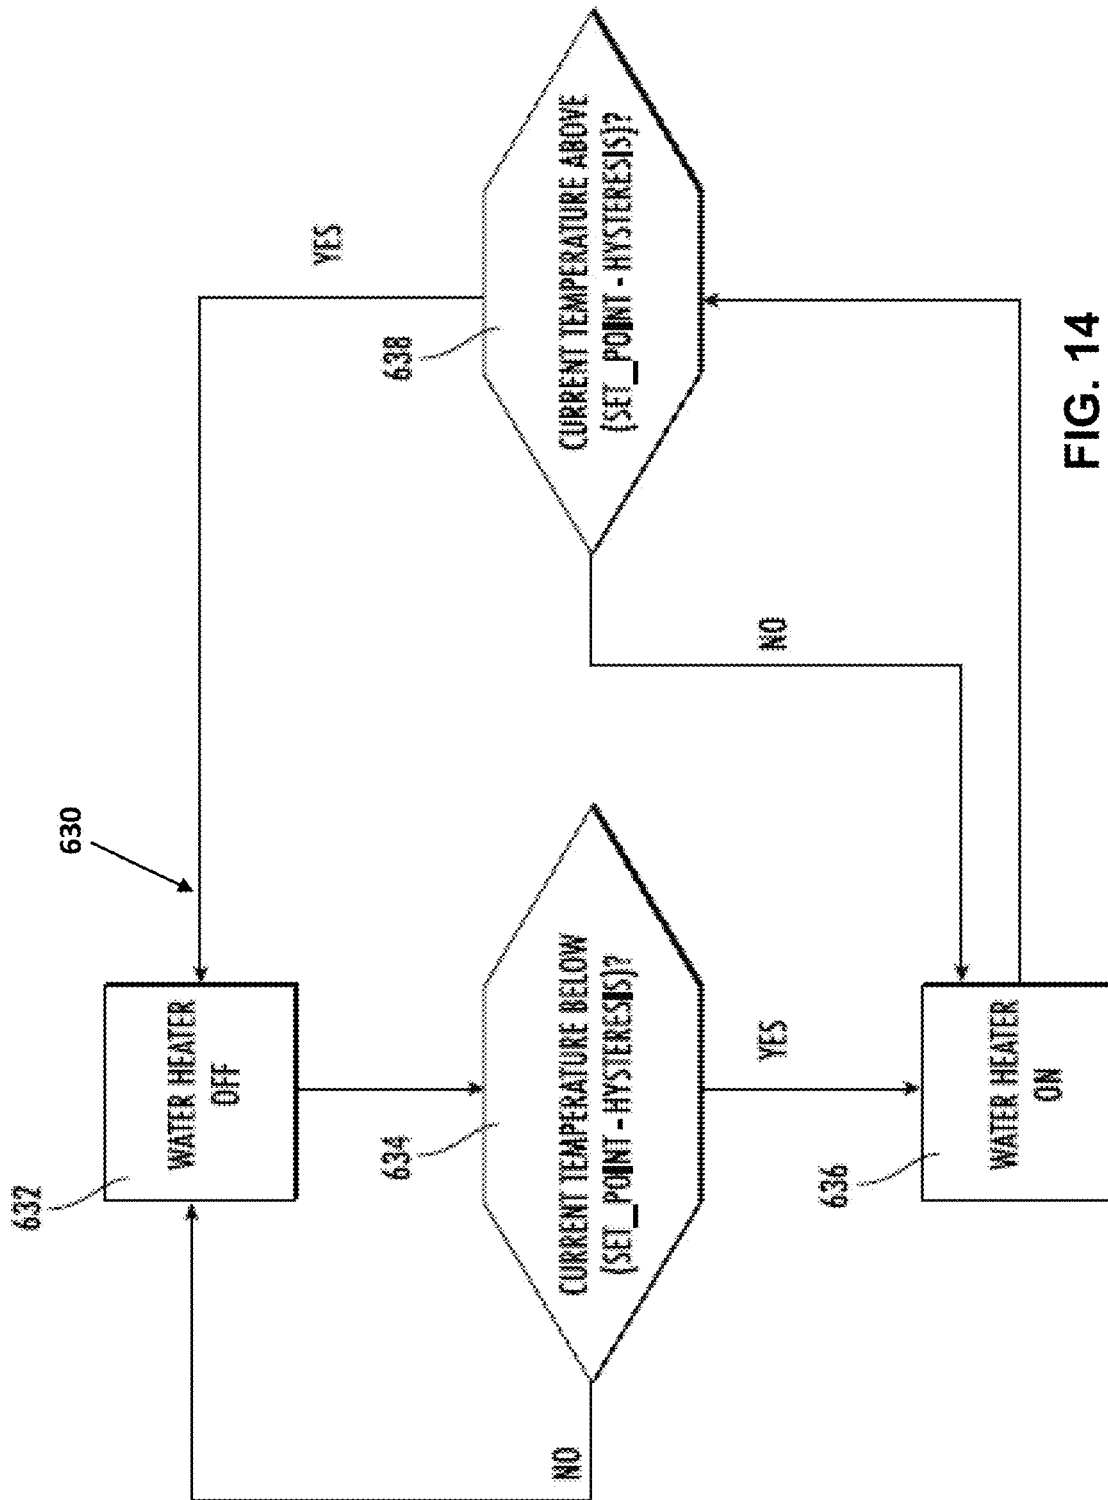 630
632
WATER HEATER
OFF
634
CURRENT TEMPERATURE BELOW
(SET_POINT - HYSTERESIS)?
NO
YES
636
WATER HEATER
ON
638
CURRENT TEMPERATURE ABOVE
(SET_POINT - HYSTERESIS)?
YES
NO
FIG. 14